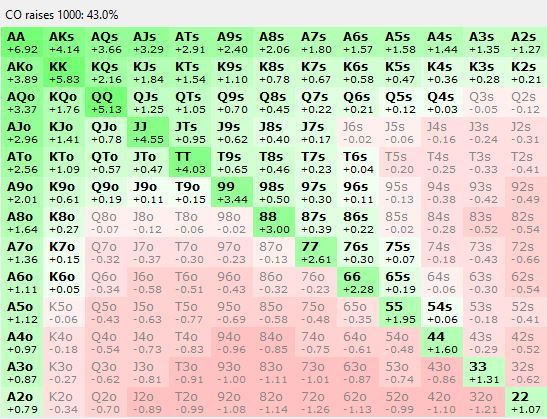 CO raises 1000: 43.0%
AA AKs AQs AJs ATs A9s A8s A7s A6s A5s A4s A3s A2s
+6.92 +4.14 +3.66 +3.29 +2.91 +2.40 +2.06 +1.80 +1.57 +1.58 +1.44 +1.35 +1.27
AKo KK KQs KJs KTs K9s K8s K7s K6s K5s K4s K3s K2s
+3.89 +5.83 +2.16 +1.84 +1.54 +1.10 +0.78 +0.67 +0.58 +0.47 +0.36 +0.28 +0.21
AQo KQo QQ QJs QTs Q9s Q8s Q7s Q6s Q5s Q4s Q3s Q2s
+3.37 +1.76 +5.13 +1.25 +1.05 +0.70 +0.45 +0.22 +0.21 +0.12 +0.03 -0.05 -0.12
AJo KJo QJo JJ JTs J9s J8s J7s J6s J5s J4s J3s J2s
+2.96 +1.41 +0.78 +4.55 +0.95 +0.62 +0.40 +0.17 -0.02 -0.06 -0.16 -0.24 -0.31
ATo KTo QTo JTo TT T9s T8s T7s T6s T5s T4s T3s T2s
+2.56 +1.09 +0.57 +0.47 +4.03 +0.65 +0.46 +0.23 +0.04 -0.20 -0.25 -0.33 -0.41
A9o K9o Q9o J9o T9o 99 98s 97s 96s 95s 94s 93s 92s
+2.01 +0.61 +0.19 +0.11 +0.15 +3.44 +0.50 +0.30 +0.11 -0.13 -0.38 -0.42 -0.49
A8o K8o Q8o J8o T8o 98o 88 87s 86s 85s 84s 83s 82s
+1.64 +0.27 -0.07 -0.12 -0.06 -0.02 +3.00 +0.39 +0.22 -0.02 -0.28 -0.52 -0.54
A7o K7o Q7o J7o T7o 97o 87o 77 76s 75s 74s 73s 72s
+1.36 +0.15 -0.32 -0.37 -0.30 -0.23 -0.13 +2.61 +0.30 +0.07 -0.18 -0.43 -0.66
A6o K6o Q6o J6o T6o 96o 86o 76o 66 65s 64s 63s 62s
+1.11 +0.05 -0.34 -0.58 -0.51 -0.43 -0.32 -0.23 +2.28 +0.19 -0.06 -0.30 -0.54
A5o K5o Q5o J5o T5o 95o 85o 75o 65o 55 54s 53s 52s
+1.12 -0.06 -0.43 -0.63 -0.77 -0.69 -0.58 -0.48 -0.35 +1.95 +0.06 -0.18 -0.41
A4o K4o Q4o J4o T4o 94o 84o 74o 64o 54o 44 43s 42s
+0.97 -0.18 -0.54 -0.73 -0.83 -0.96 -0.85 -0.75 -0.61 -0.48 +1.60 -0.29 -0.52
A3o K3o Q3o J3o T3o 93o 83o 73o 63o 53o 43o 33 32s
+0.87 -0.27 -0.62 -0.81 -0.91 -1.00 -1.11 -1.01 -0.87 -0.74 -0.86 +1.31 -0.62
A2o K2o Q2o J2o T2o 92o 82o 72o 62o 52o 42o 32o 22
+0.79 -0.34 -0.70 -0.89 -0.99 -1.08 -1.14 -1.26 -1.13 -0.99 -1.10 -1.21 +1.07